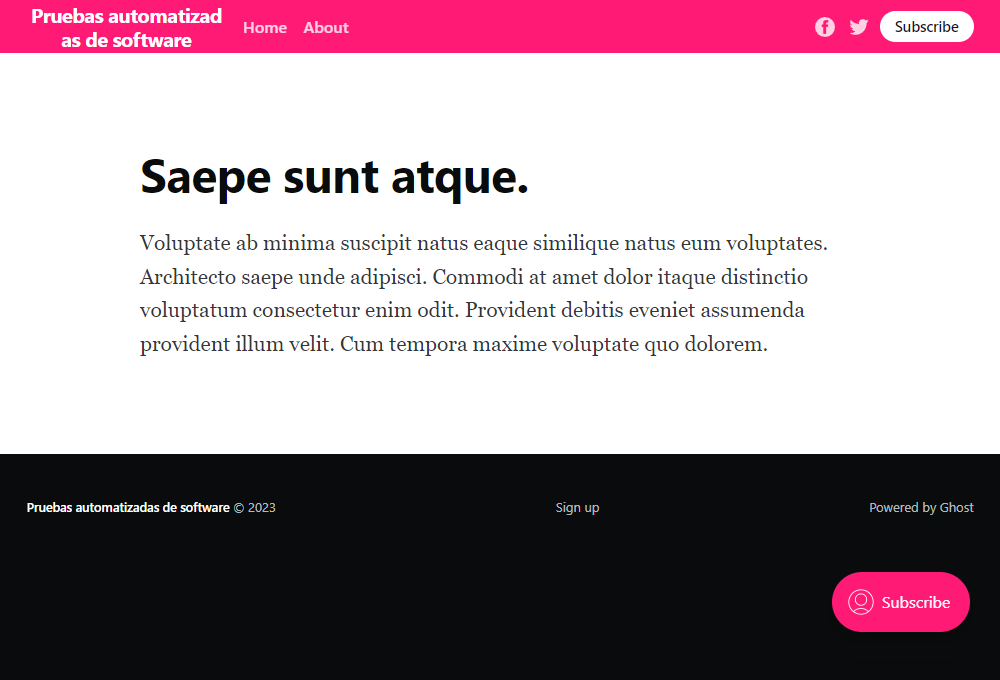 Pruebas automatizad
as de software
Home
About
Subscribe
Saepe sunt atque.
Voluptate ab minima suscipit natus eaque similique natus eum voluptates.
Architecto saepe unde adipisci. Commodi at amet dolor itaque distinctio
voluptatum consectetur enim odit. Provident debitis eveniet assumenda
provident illum velit. Cum tempora maxime voluptate quo dolorem.
Pruebas automatizadas de software © 2023
Sign up
Powered by Ghost
Subscribe